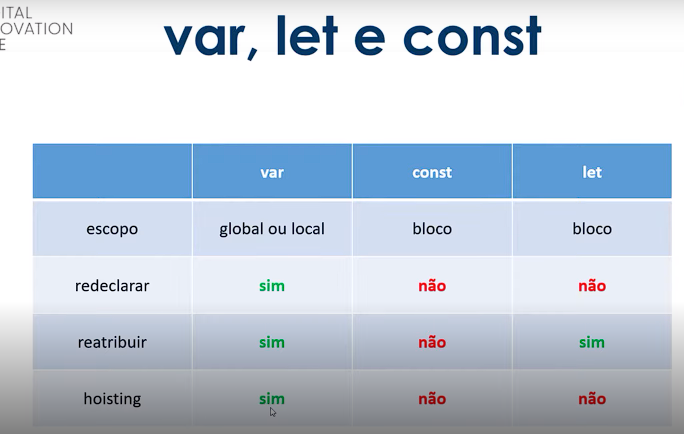 ITAL
OVATION
E
var, let e const
var const let
escopo global ou local bloco bloco
redeclarar sim não não
reatribuir sim não sim
hoisting sim não não